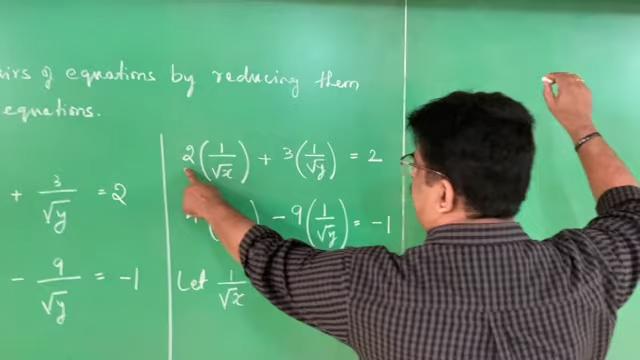 irs of equations by reducing them
equations.
+ 3/√y = 2
- 9/√y = -1
2(1/√x) + 3(1/√y) = 2
( ) - 9(1/√y) = -1
Let 1/√x